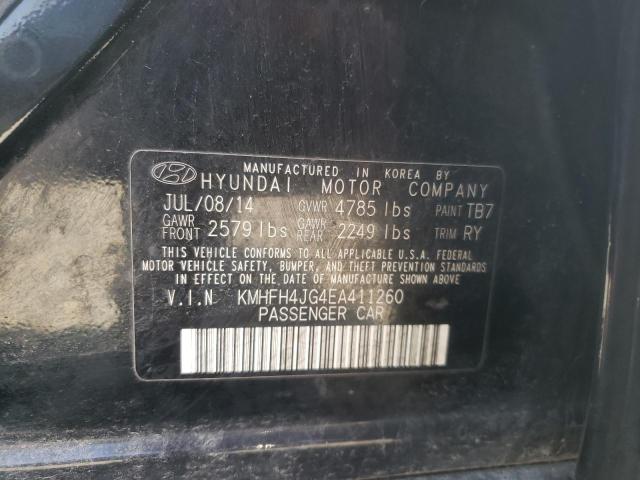 MANUFACTURED IN KOREA BY
HYUNDAI MOTOR COMPANY
JUL/08/14 GVWR 4785 lbs PAINT TB7
GAWR FRONT 2579 lbs GAWR REAR 2249 lbs TRIM RY
THIS VEHICLE CONFORMS TO ALL APPLICABLE U.S.A. FEDERAL
MOTOR VEHICLE SAFETY, BUMPER, AND THEFT PREVENTION STANDARDS
IN EFFECT ON THE DATE OF MANUFACTURE SHOWN ABOVE
V.I.N KMHFH4JG4EA411260
PASSENGER CAR